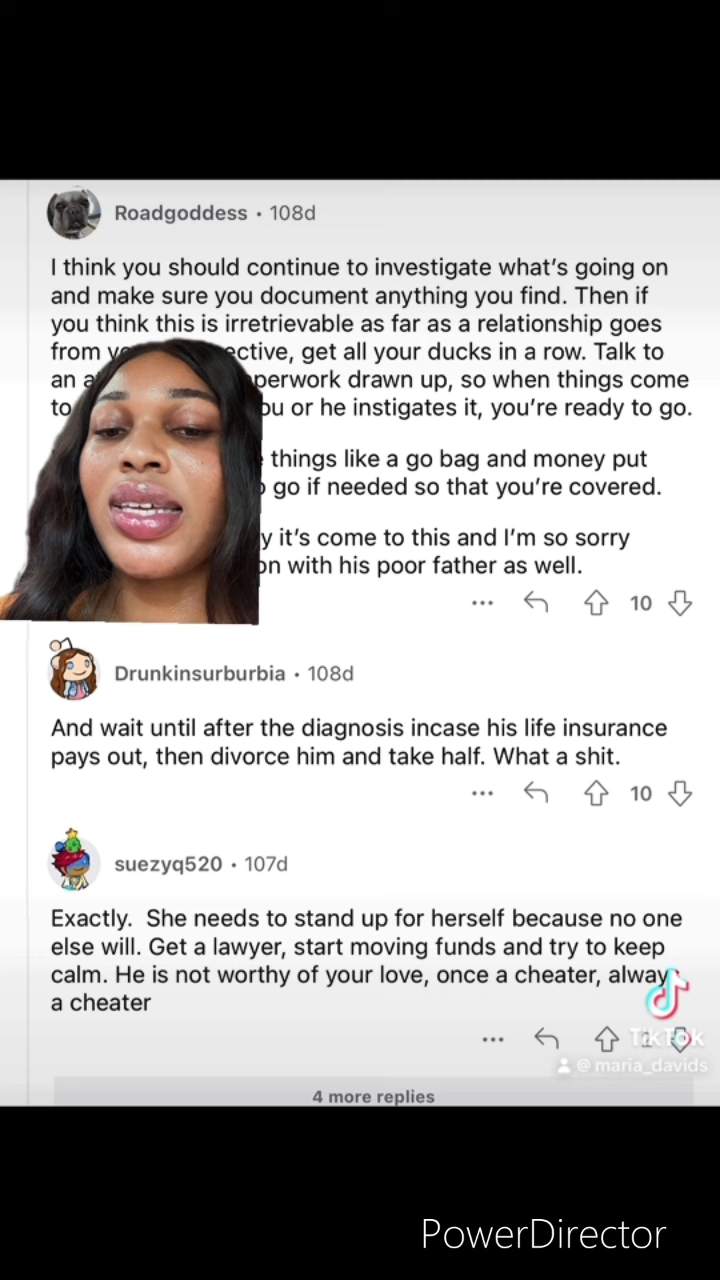 Roadgoddess • 108d
I think you should continue to investigate what's going on
and make sure you document anything you find. Then if
you think this is irretrievable as far as a relationship goes
from ective, get all your ducks in a row. Talk to
an perwork drawn up, so when things come
to ou or he instigates it, you're ready to go.
things like a go bag and money put
go if needed so that you're covered.
y it's come to this and I'm so sorry
on with his poor father as well.
10
Drunkinsurburbia • 108d
And wait until after the diagnosis incase his life insurance
pays out, then divorce him and take half. What a shit.
10
suezyq520 • 107d
Exactly. She needs to stand up for herself because no one
else will. Get a lawyer, start moving funds and try to keep
calm. He is not worthy of your love, once a cheater, alway
a cheater
TikTok
@maria_davids
4 more replies
PowerDirector